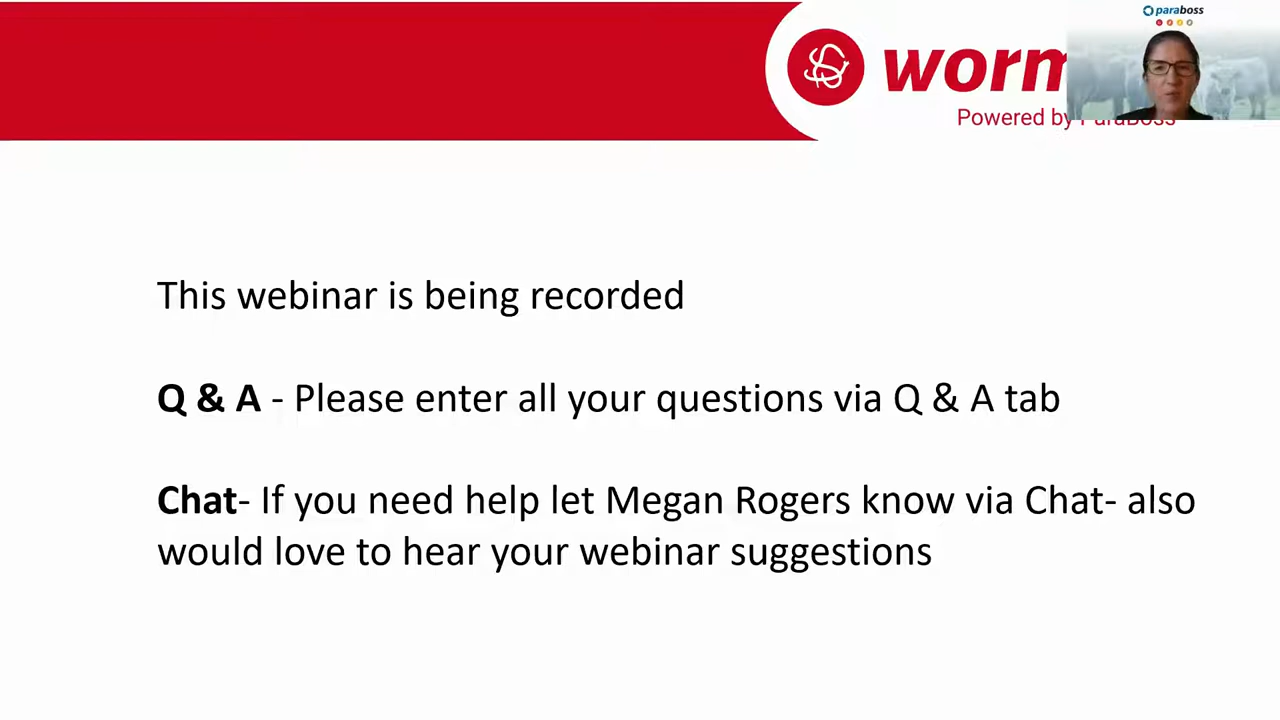 paraboss
worm
Powered by ParaBoss
This webinar is being recorded
Q & A - Please enter all your questions via Q & A tab
Chat- If you need help let Megan Rogers know via Chat- also
would love to hear your webinar suggestions